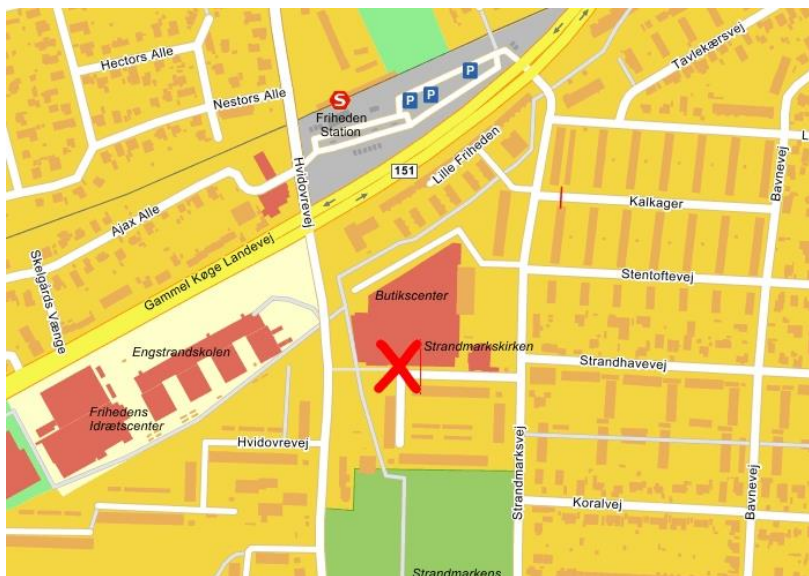 Hectors Alle
Tavlekærsvej
Nestors Alle
S
P
P
P
Friheden
Station
L
151
Lille Friheden
Hvidovrevej
Bavnevej
Kalkager
Ajax Alle
Skelgårds Vænge
Gammel Køge Landevej
Stentoftevej
Butikscenter
Engstrandskolen
Strandmarkskirken
Strandhavevej
Frihedens
Idrætscenter
Hvidovrevej
Strandmarksvej
Bavnevej
Koralvej
Strandmarkens